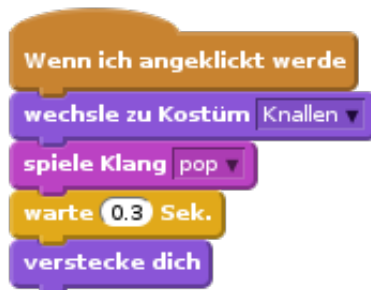 Wenn ich angeklickt werde
wechsle zu Kostüm Knallen
spiele Klang pop
warte 0.3 Sek.
verstecke dich